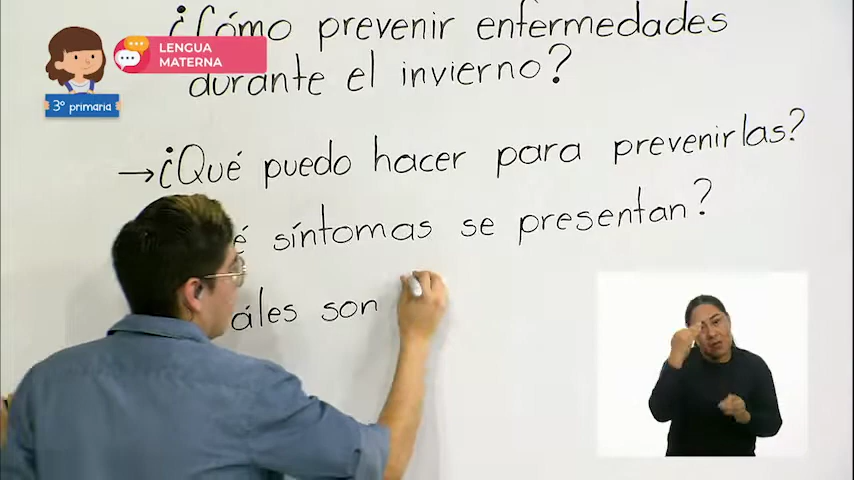 ¿Cómo prevenir enfermedades
LENGUA
MATERNA
durante el invierno?
3º primaria
→¿Qué puedo hacer para prevenirlas?
é síntomas se presentan?
áles son